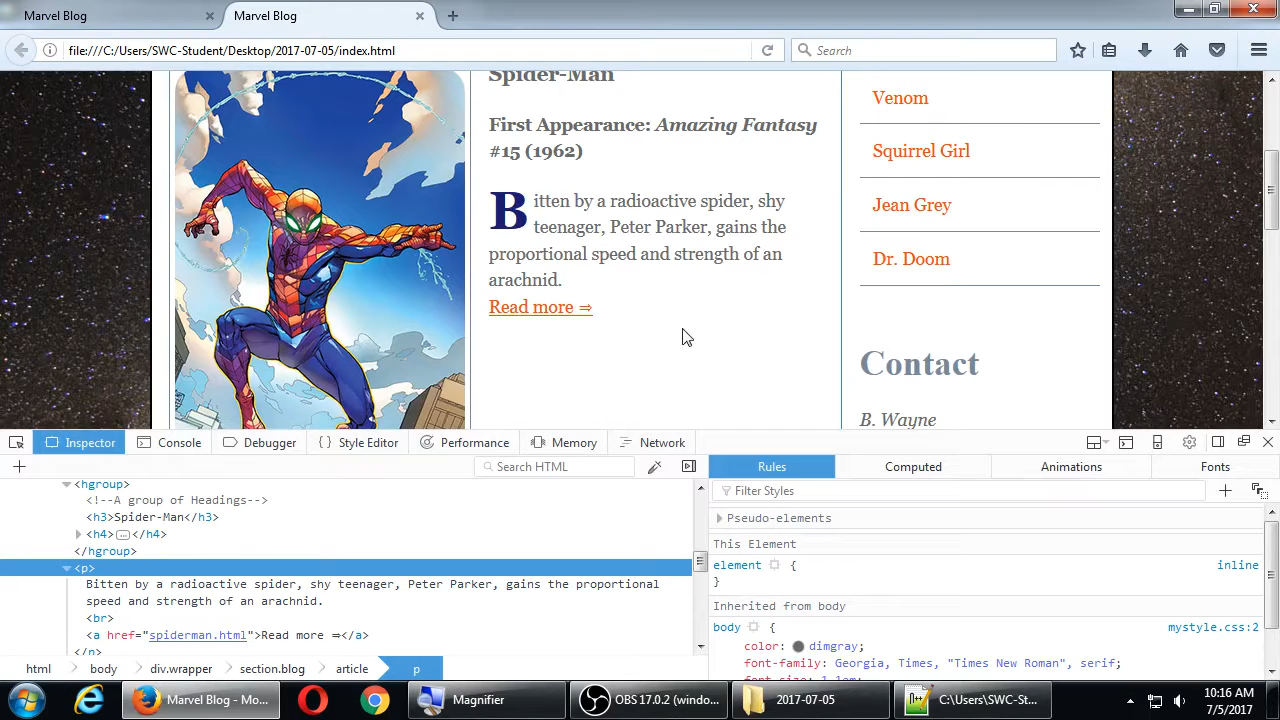 Marvel Blog
Marvel Blog
file:///C:/Users/SWC-Student/Desktop/2017-07-05/index.html
Search
Spider-Man
First Appearance: Amazing Fantasy
#15 (1962)
Bitten by a radioactive spider, shy
teenager, Peter Parker, gains the
proportional speed and strength of an
arachnid.
Read more ⇒
Venom
Squirrel Girl
Jean Grey
Dr. Doom
Contact
B. Wayne
Inspector
Console
Debugger
Style Editor
Performance
Memory
Network
Search HTML
<hgroup>
<!--A group of Headings-->
<h3>Spider-Man</h3>
<h4>…</h4>
</hgroup>
<p>
Bitten by a radioactive spider, shy teenager, Peter Parker, gains the proportional
speed and strength of an arachnid.
<br>
<a href="spiderman.html">Read more ⇒</a>
</p>
html
body
div.wrapper
section.blog
article
p
Rules
Computed
Animations
Fonts
Filter Styles
Pseudo-elements
This Element
element { inline
}
Inherited from body
body { mystyle.css:2
color: dimgray;
font-family: Georgia, Times, "Times New Roman", serif;
font-size: 1.1em;
Marvel Blog - Mo...
Magnifier
OBS 17.0.2 (windo...
2017-07-05
C:\Users\SWC-St...
10:16 AM
7/5/2017